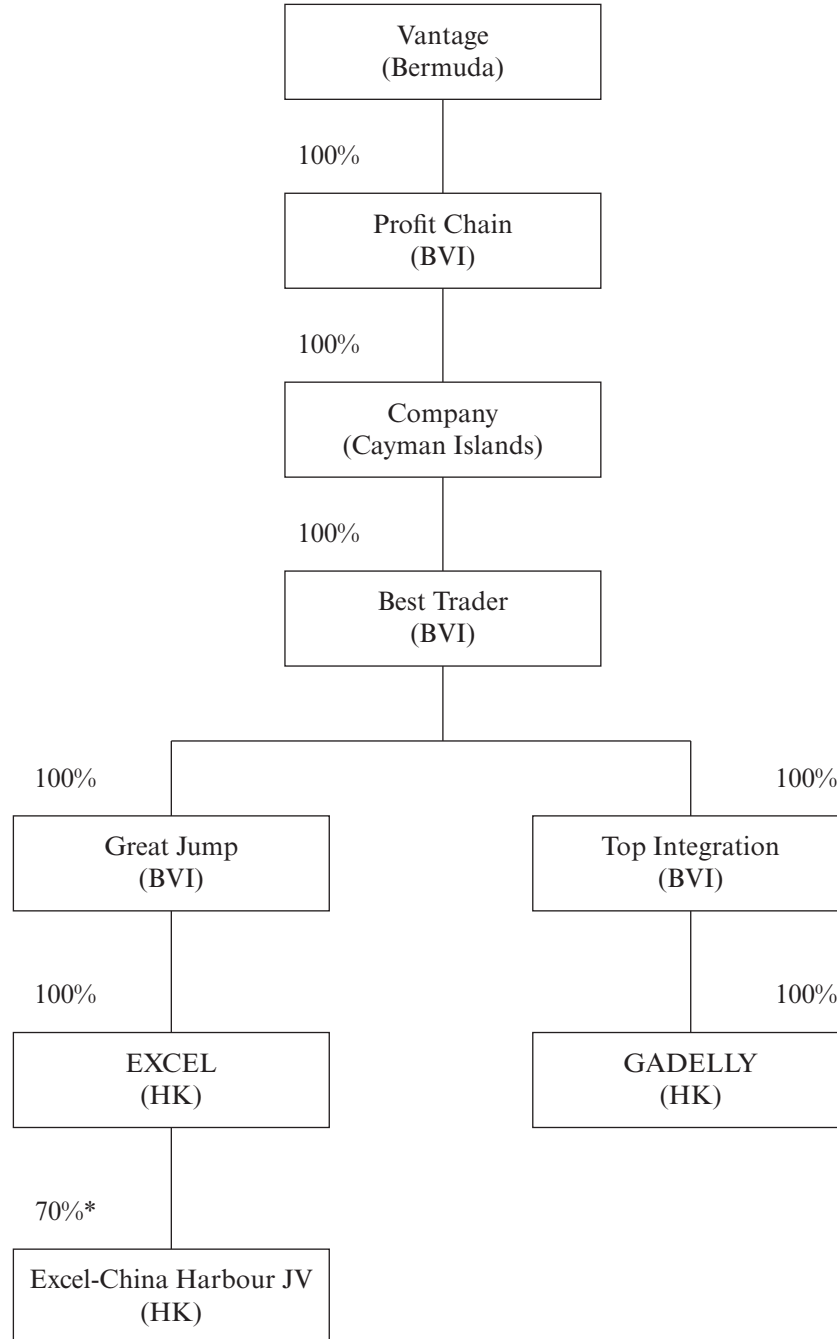 Vantage
(Bermuda)
100%
Profit Chain
(BVI)
100%
Company
(Cayman Islands)
100%
Best Trader
(BVI)
100%
100%
Great Jump
(BVI)
Top Integration
(BVI)
100%
100%
EXCEL
(HK)
GADELLY
(HK)
70%*
Excel-China Harbour JV
(HK)